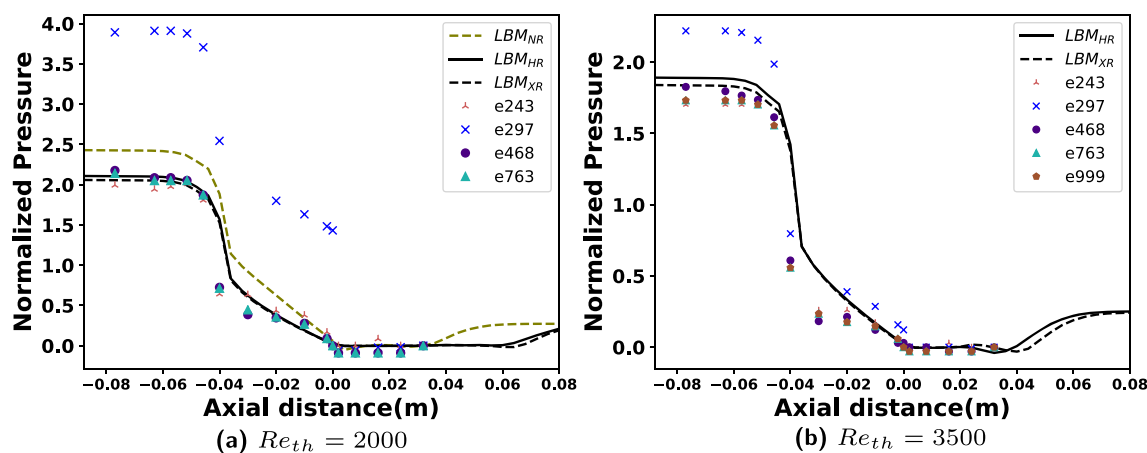 4.0
3.5
3.0
2.5
2.0
1.5
1.0
0.5
0.0
Normalized Pressure
LBM_NR
LBM_HR
LBM_XR
e243
e297
e468
e763
−0.08 −0.06 −0.04 −0.02 0.00 0.02 0.04 0.06 0.08
Axial distance(m)
(a) Re_th = 2000
2.0
1.5
1.0
0.5
0.0
Normalized Pressure
LBM_HR
LBM_XR
e243
e297
e468
e763
e999
−0.08 −0.06 −0.04 −0.02 0.00 0.02 0.04 0.06 0.08
Axial distance(m)
(b) Re_th = 3500